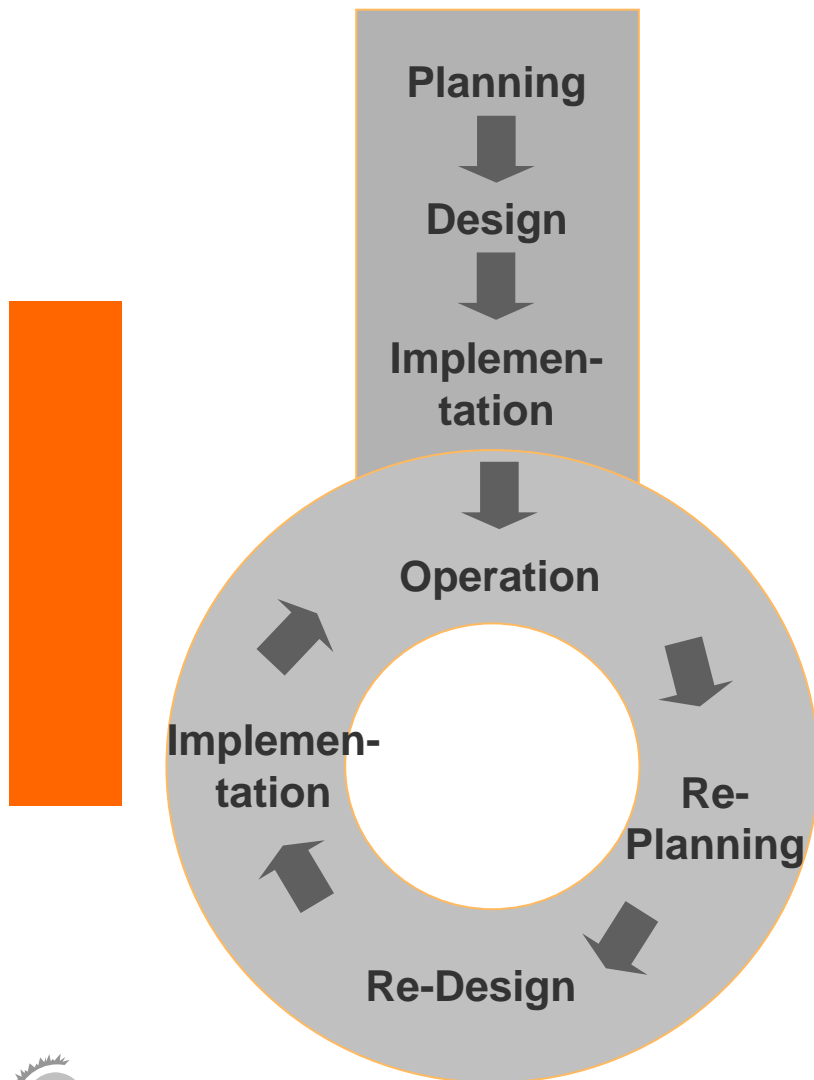 Planning
Design
Implemen-
tation
Operation
Re-
Planning
Re-Design
Implemen-
tation